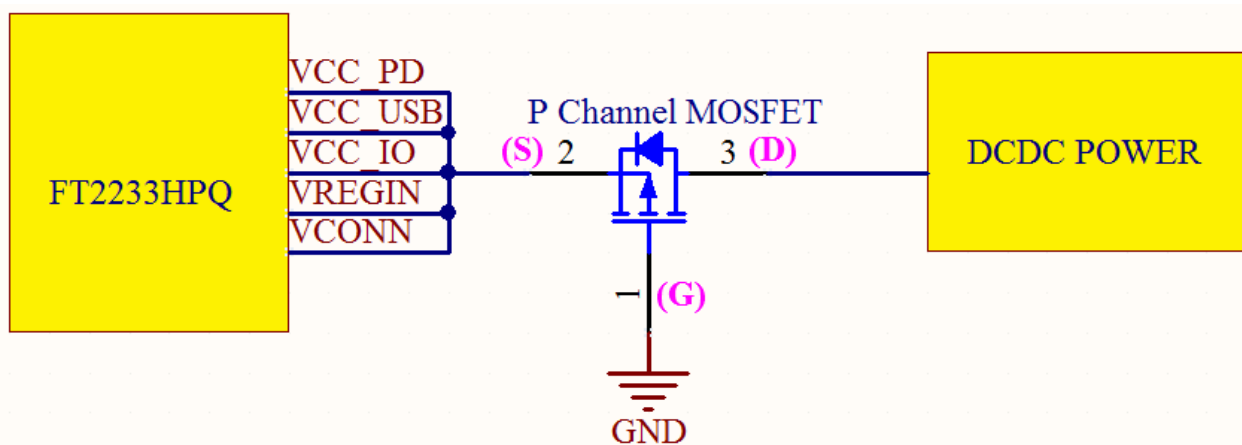 FT2233HPQ
VCC_PD
VCC_USB
VCC_IO
VREGIN
VCONN
P Channel MOSFET
(S) 2
3 (D)
1 (G)
GND
DCDC POWER